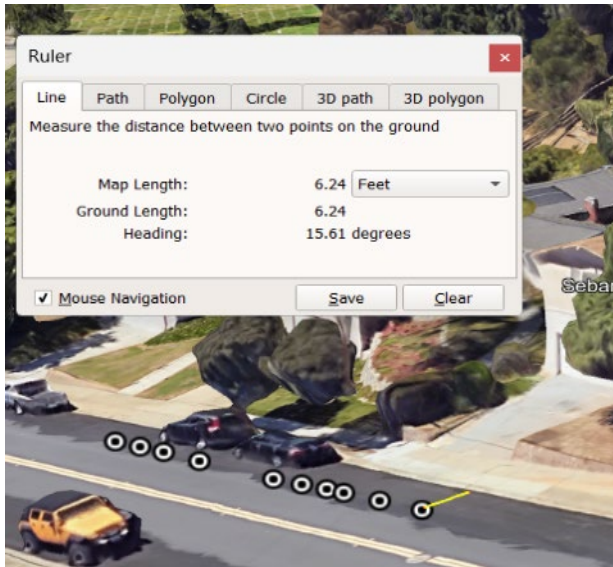 Ruler
Line Path Polygon Circle 3D path 3D polygon
Measure the distance between two points on the ground
Map Length: 6.24 Feet
Ground Length: 6.24
Heading: 15.61 degrees
Mouse Navigation Save Clear